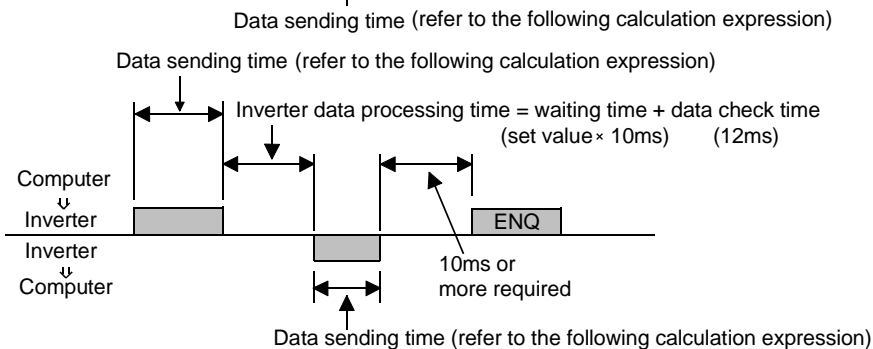 Data sending time (refer to the following calculation expression)
Data sending time (refer to the following calculation expression)
Inverter data processing time = waiting time + data check time
(set value × 10ms) (12ms)
Computer
⇩
Inverter
ENQ
Inverter
⇩
Computer
10ms or
more required
Data sending time (refer to the following calculation expression)